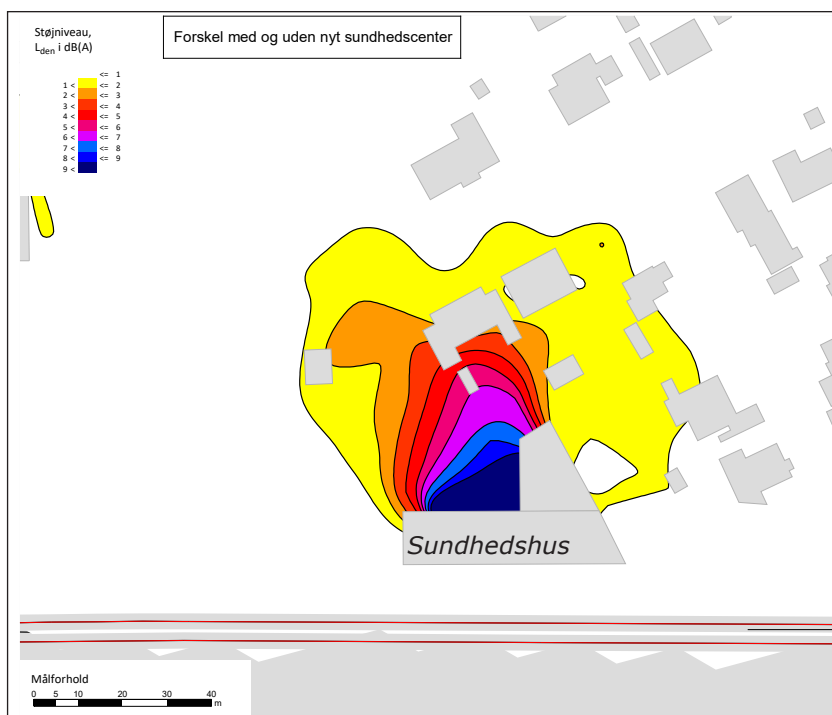 Støjniveau,
Lden i dB(A)
Forskel med og uden nyt sundhedscenter
<= 1
1 < <= 2
2 < <= 3
3 < <= 4
4 < <= 5
5 < <= 6
6 < <= 7
7 < <= 8
8 < <= 9
9 <
Sundhedshus
Målforhold
0 5 10 20 30 40
m